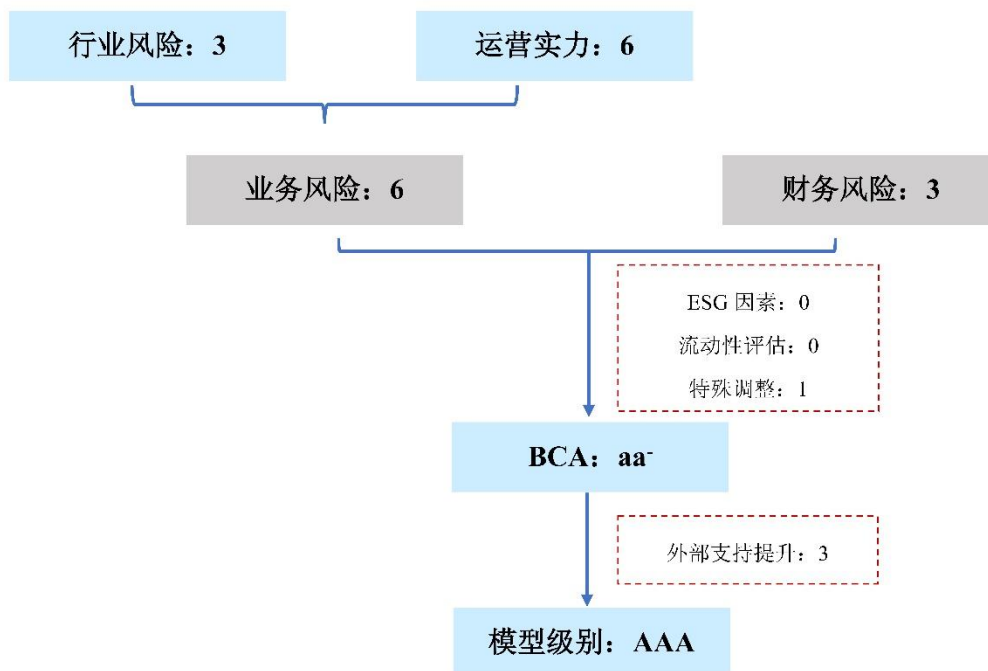 行业风险：3
运营实力：6
业务风险：6
财务风险：3
ESG 因素：0
流动性评估：0
特殊调整：1
BCA：aa-
外部支持提升：3
模型级别：AAA